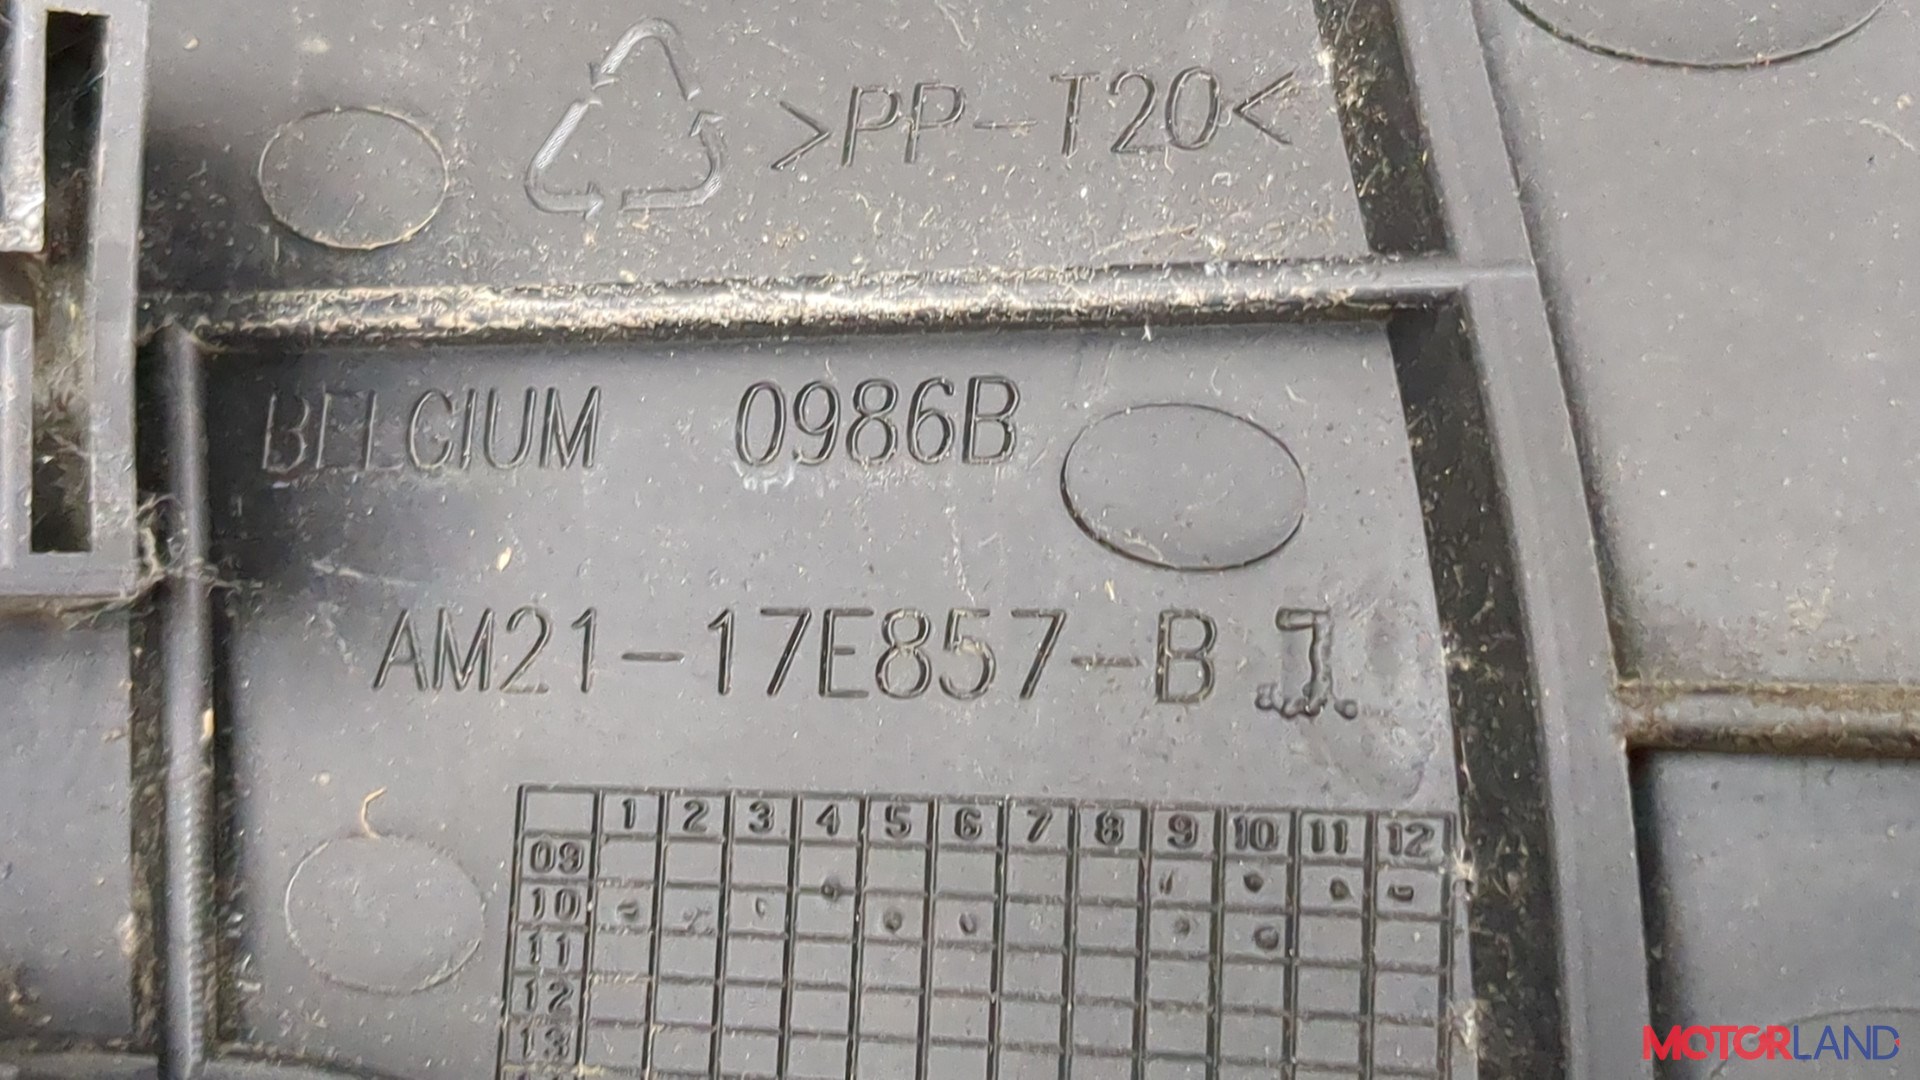 >PP-T20<
BELGIUM 0986B
AM21-17E857-B
1 2 3 4 5 6 7 8 9 10 11 12
09
10
11
12
13
MOTORLAND